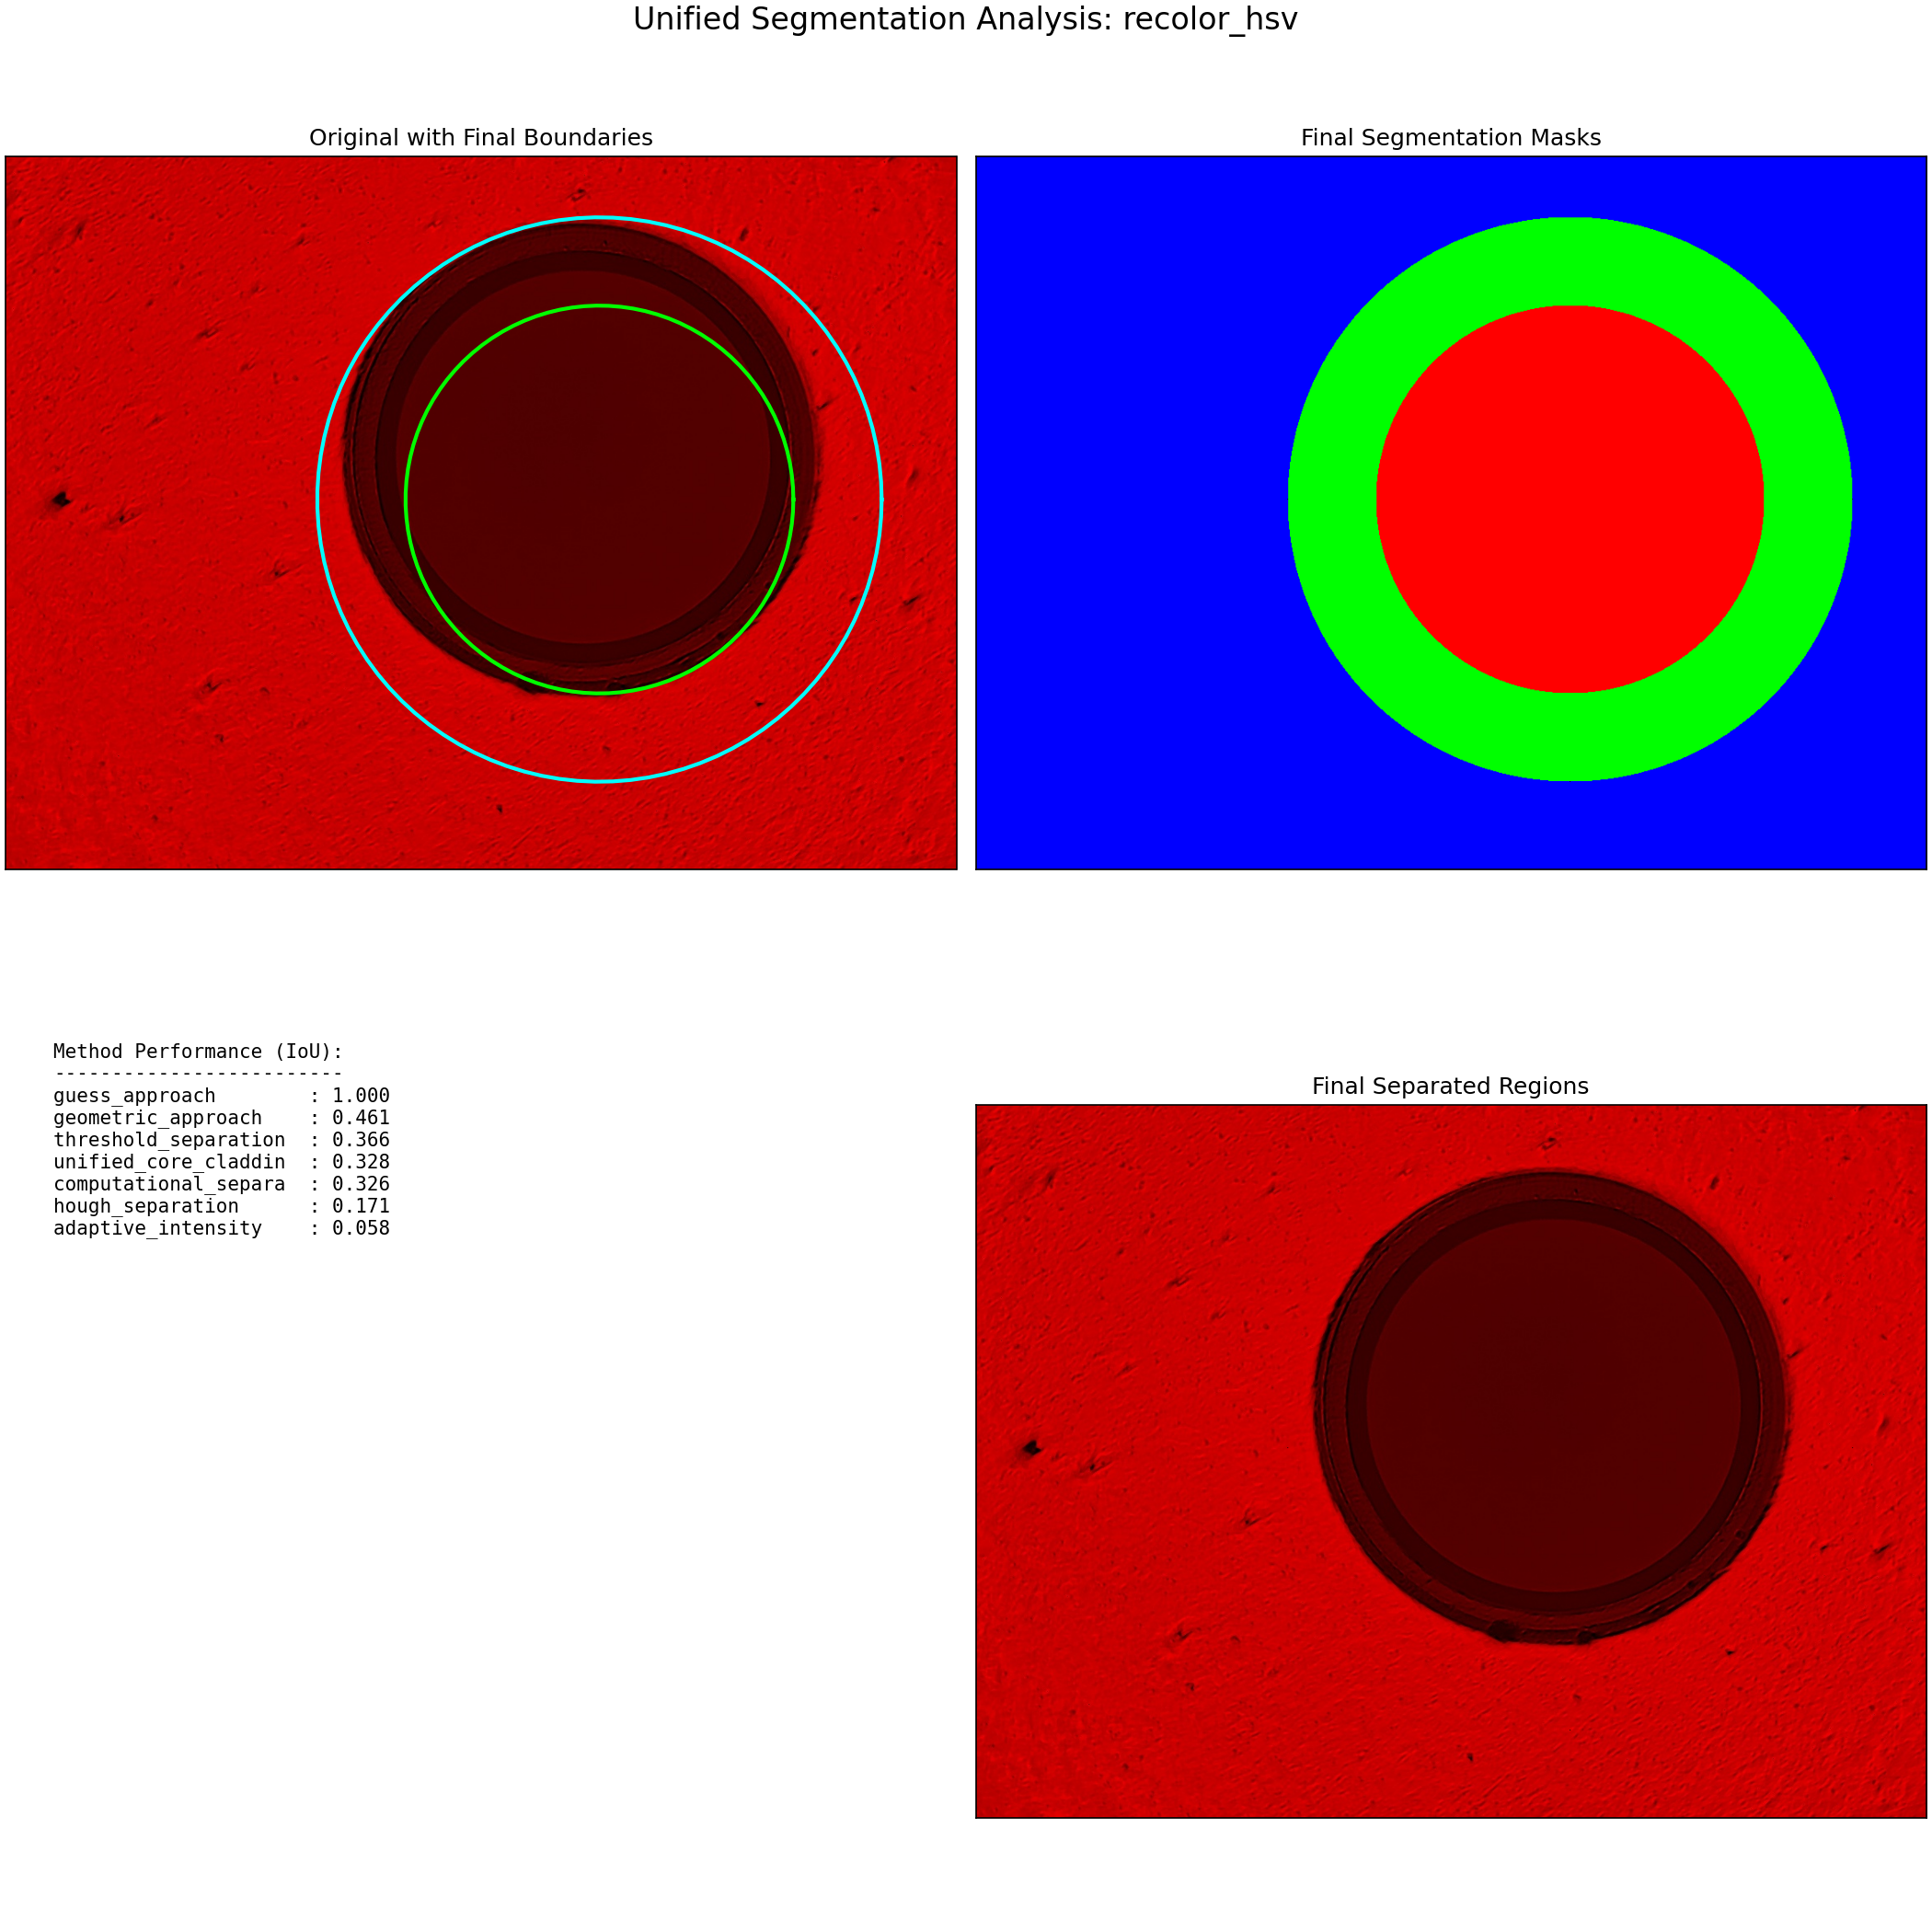 Unified Segmentation Analysis: recolor_hsv
Original with Final Boundaries
Final Segmentation Masks
Method Performance (IoU):
-------------------------
guess_approach        : 1.000
geometric_approach    : 0.461
threshold_separation  : 0.366
unified_core_claddin  : 0.328
computational_separa  : 0.326
hough_separation      : 0.171
adaptive_intensity    : 0.058
Final Separated Regions